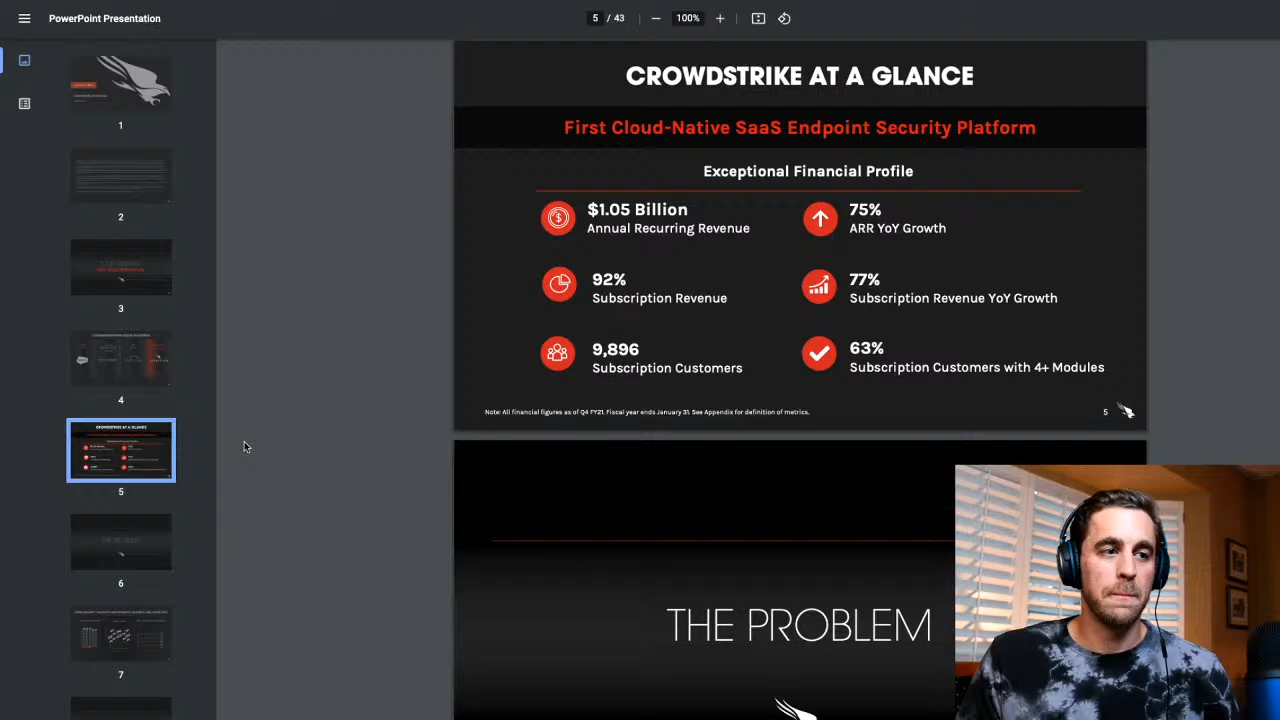 PowerPoint Presentation
5 / 43
100%
1
2
3
4
5
6
7
CROWDSTRIKE AT A GLANCE
First Cloud-Native SaaS Endpoint Security Platform
Exceptional Financial Profile
$1.05 Billion
Annual Recurring Revenue
75%
ARR YoY Growth
92%
Subscription Revenue
77%
Subscription Revenue YoY Growth
9,896
Subscription Customers
63%
Subscription Customers with 4+ Modules
Note: All financial figures as of Q4 FY21. Fiscal year ends January 31. See Appendix for definition of metrics.
5
THE PROBLEM